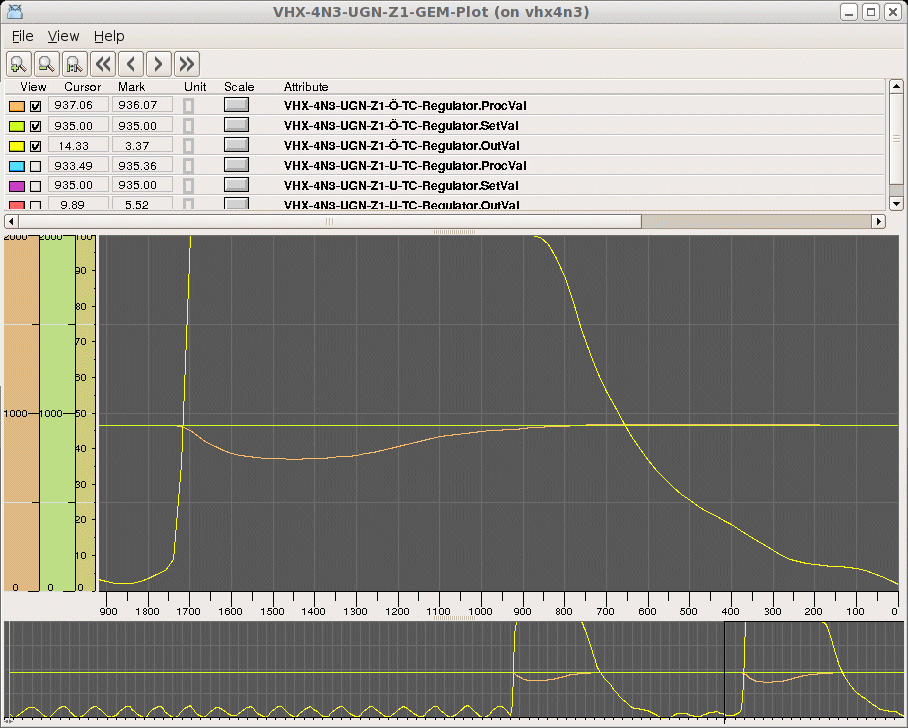 VHX-4N3-UGN-Z1-GEM-Plot (on vhx4n3)
File View Help
View Cursor Mark Unit Scale Attribute
937.06 936.07 VHX-4N3-UGN-Z1-Ö-TC-Regulator.ProcVal
935.00 935.00 VHX-4N3-UGN-Z1-Ö-TC-Regulator.SetVal
14.33 3.37 VHX-4N3-UGN-Z1-Ö-TC-Regulator.OutVal
933.49 935.36 VHX-4N3-UGN-Z1-U-TC-Regulator.ProcVal
935.00 935.00 VHX-4N3-UGN-Z1-U-TC-Regulator.SetVal
9.89 5.52 VHX-4N3-UGN-Z1-U-TC-Regulator.OutVal
2000 2000 100
90
80
70
60
1000 1000 50
40
30
20
10
0 0 0
900 1800 1700 1600 1500 1400 1300 1200 1100 1000 900 800 700 600 500 400 300 200 100 0